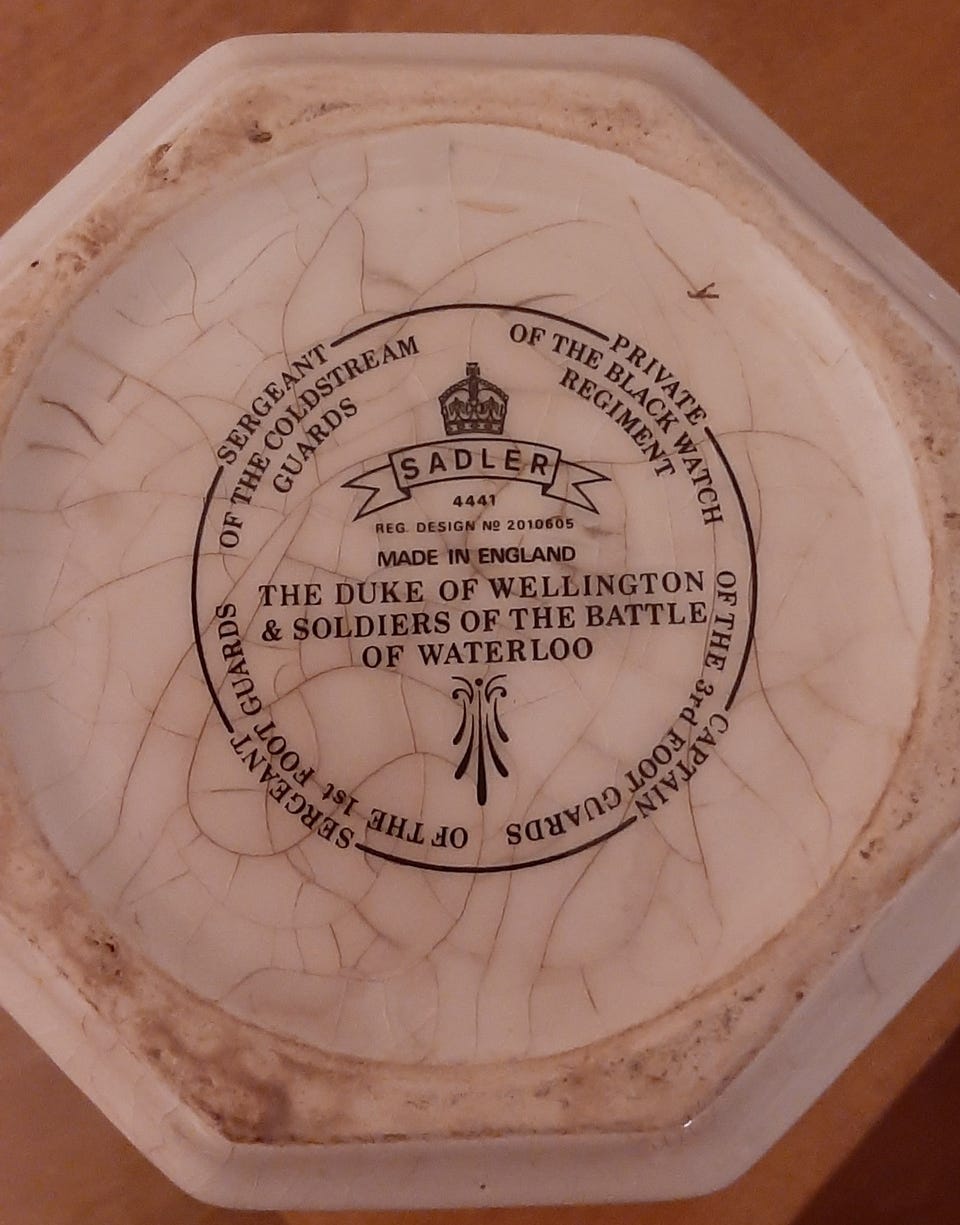 SERGEANT
OF THE COLDSTREAM
GUARDS
PRIVATE
OF THE BLACK WATCH
REGIMENT
SADLER
4441
REG. DESIGN Nº 2010605
MADE IN ENGLAND
THE DUKE OF WELLINGTON
& SOLDIERS OF THE BATTLE
OF WATERLOO
SERGEANT
OF THE 1st FOOT GUARDS
CAPTAIN
OF THE 3rd FOOT GUARDS